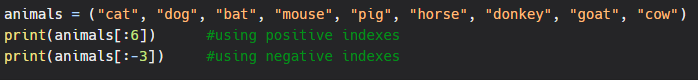 animals = ("cat", "dog", "bat", "mouse", "pig", "horse", "donkey", "goat", "cow")
print(animals[:6])      #using positive indexes
print(animals[:-3])     #using negative indexes